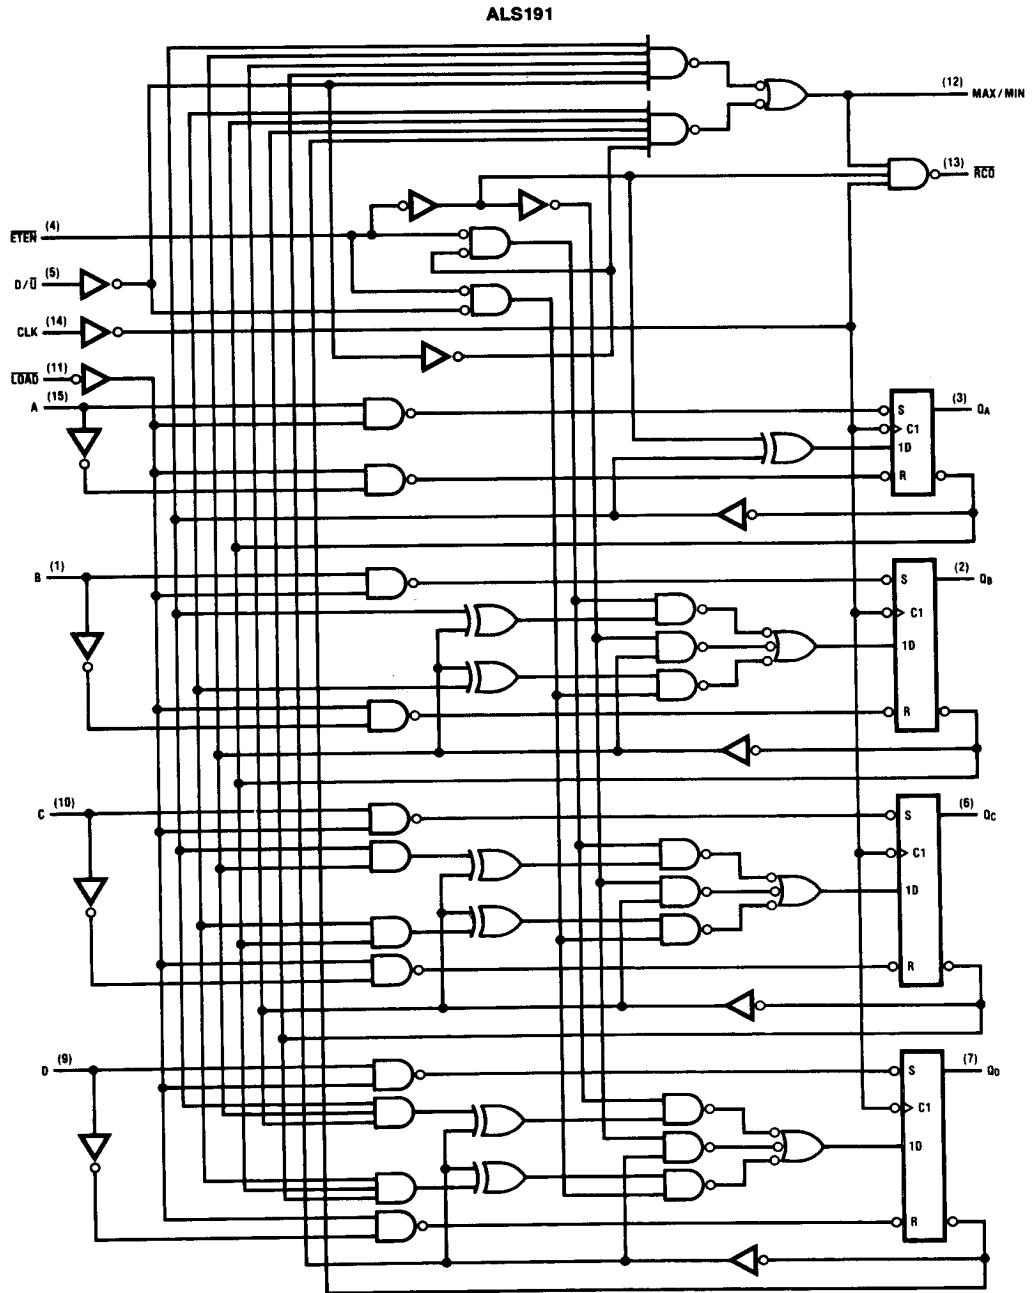 ALS191
(12) MAX/MIN
(13) RCO
CTEN (4)
D/U (5)
CLK (14)
LOAD (11)
A (15)
S
C1
1D
R
(3) QA
B (1)
S
C1
1D
R
(2) QB
C (10)
S
C1
1D
R
(6) QC
D (9)
S
C1
1D
R
(7) QD